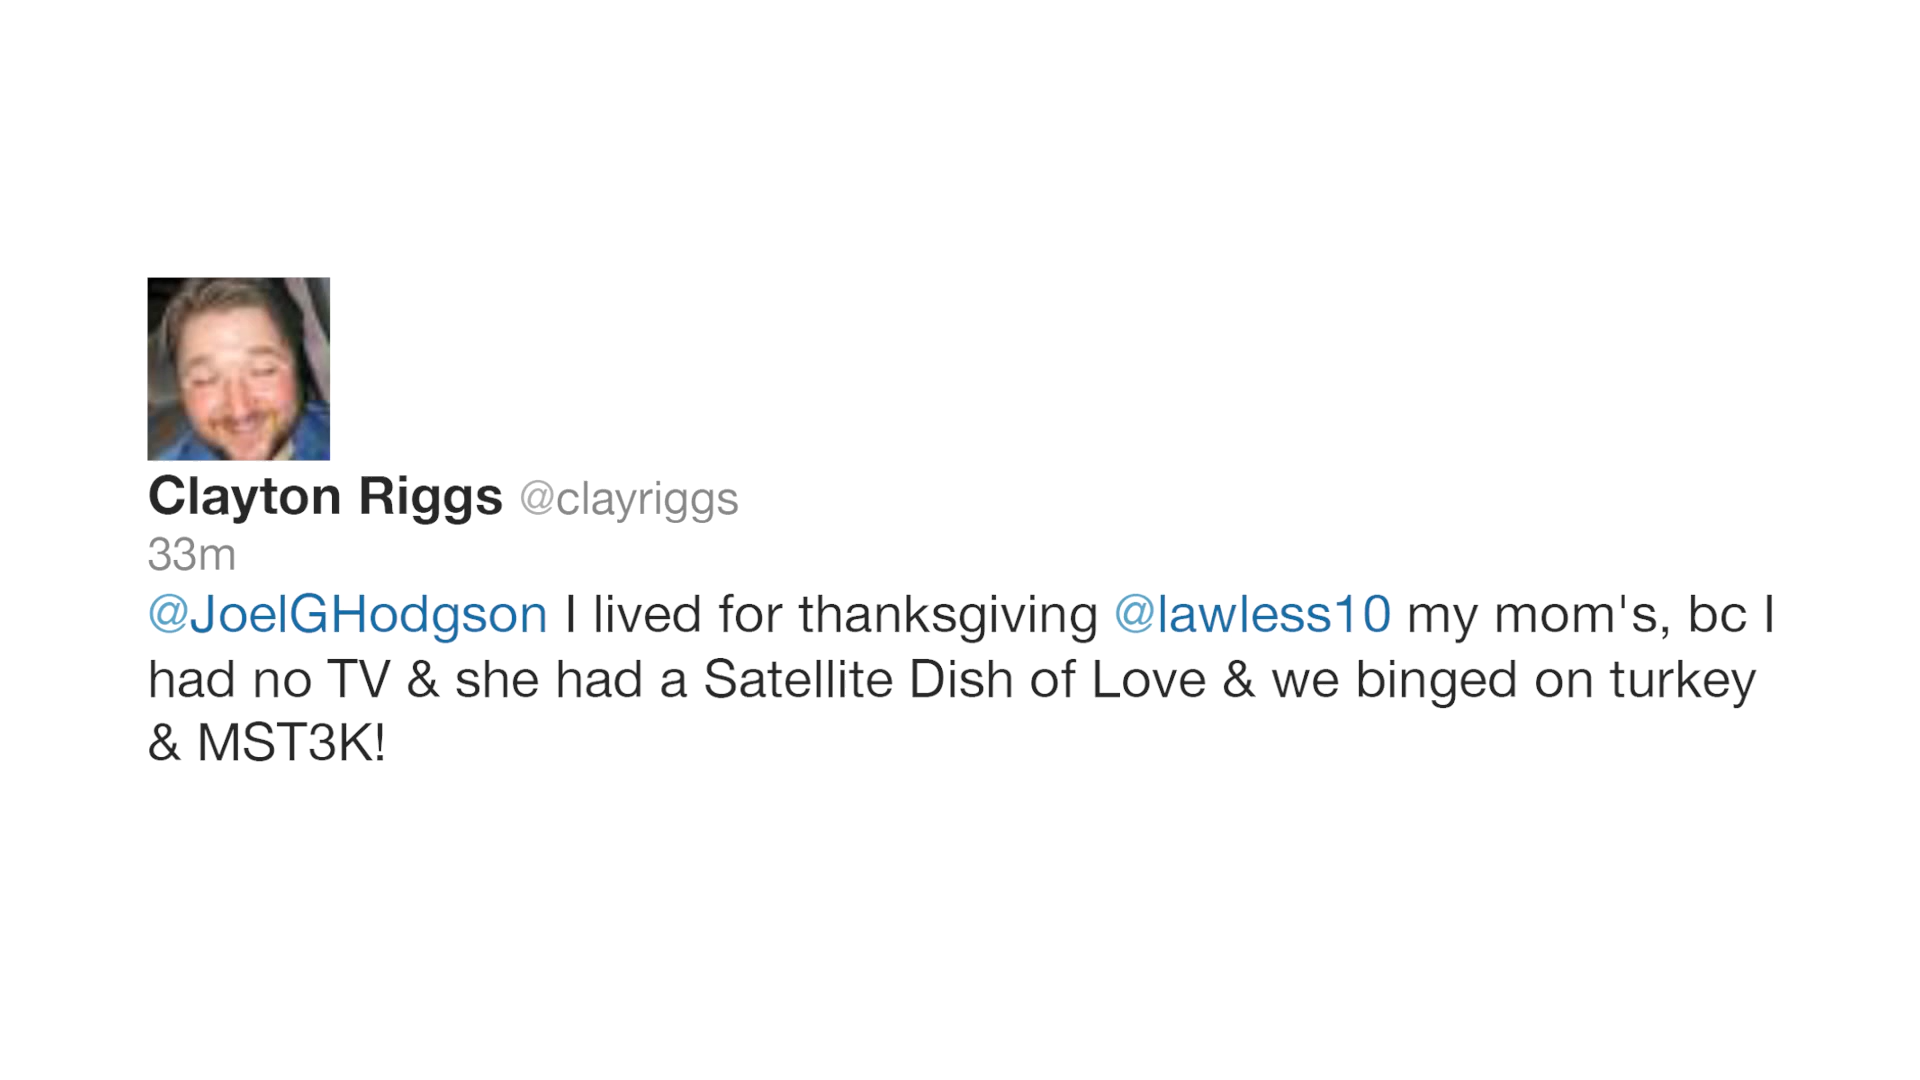 Clayton Riggs @clayriggs
33m
@JoelGHodgson I lived for thanksgiving @lawless10 my mom's, bc I
had no TV & she had a Satellite Dish of Love & we binged on turkey
& MST3K!